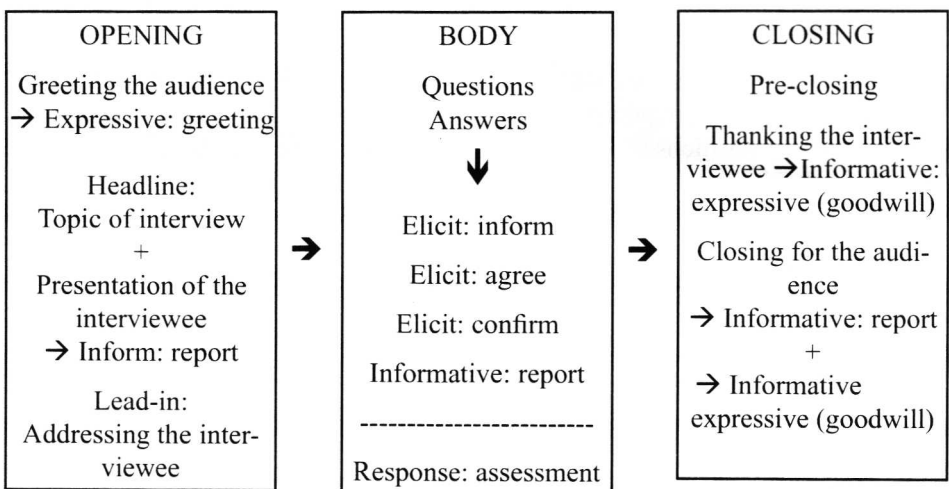 OPENING
Greeting the audience
→ Expressive: greeting
Headline:
Topic of interview
+
Presentation of the
interviewee
→ Inform: report
Lead-in:
Addressing the inter-
viewee
➔
BODY
Questions
Answers
🡻
Elicit: inform
Elicit: agree
Elicit: confirm
Informative: report
-------------------------
Response: assessment
➔
CLOSING
Pre-closing
Thanking the inter-
viewee →Informative:
expressive (goodwill)
Closing for the audi-
ence
→ Informative: report
+
→ Informative
expressive (goodwill)